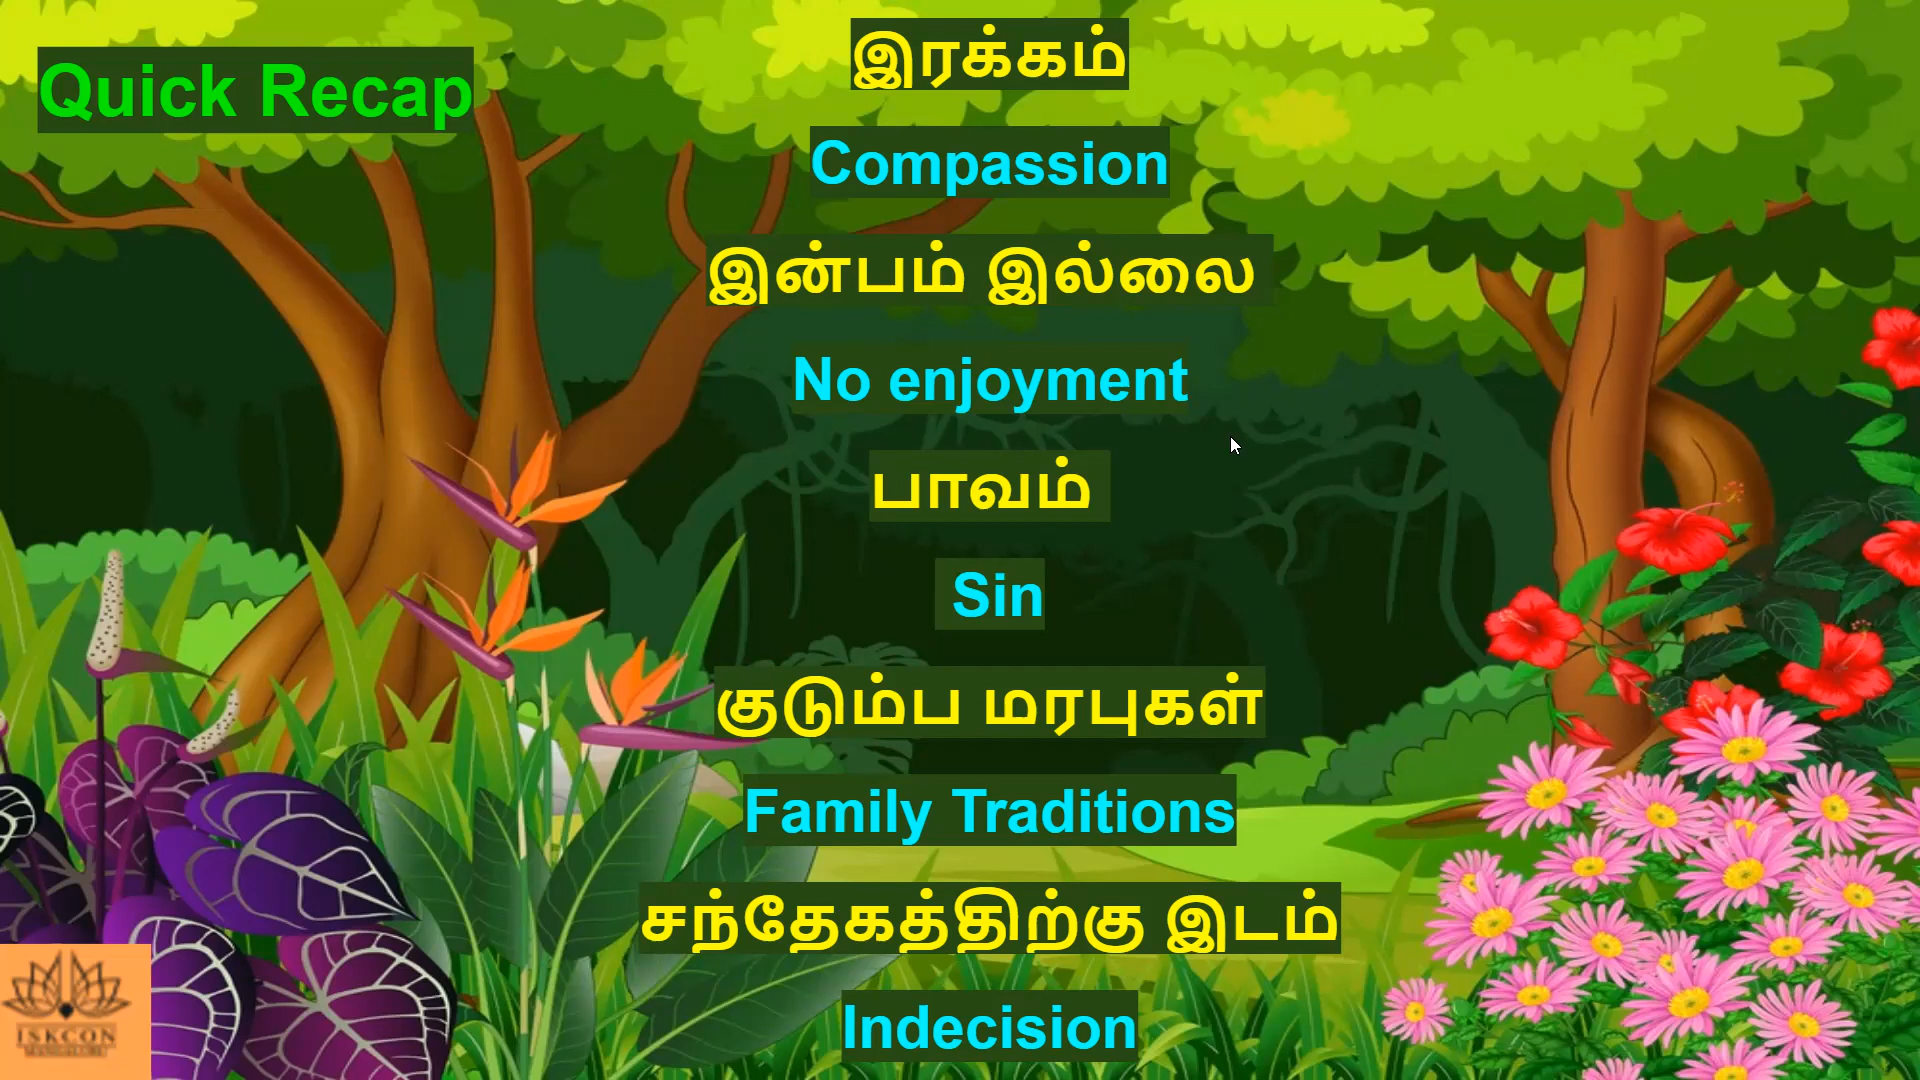 Quick Recap
இரக்கம்
Compassion
இன்பம் இல்லை
No enjoyment
பாவம்
Sin
குடும்ப மரபுகள்
Family Traditions
சந்தேகத்திற்கு இடம்
Indecision
ISKCON